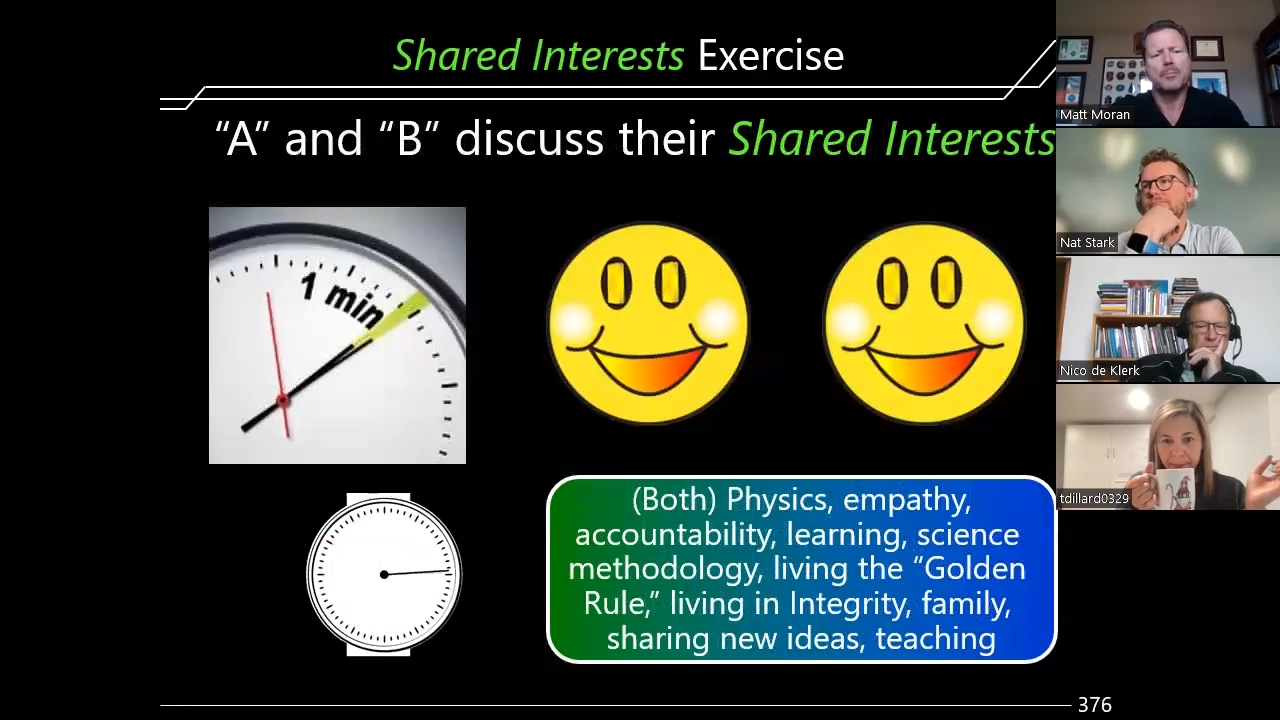 Shared Interests Exercise
“A” and “B” discuss their Shared Interests
1 min
(Both) Physics, empathy,
accountability, learning, science
methodology, living the “Golden
Rule,” living in Integrity, family,
sharing new ideas, teaching
376
Matt Moran
Nat Stark
Nico de Klerk
tdillard0329